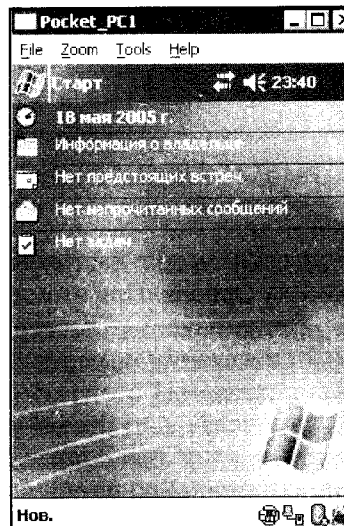 Pocket_PC1
File Zoom Tools Help
Старт 23:40
18 мая 2005 г.
Информация о владельце
Нет предстоящих встреч
Нет непрочитанных сообщений
Нет задач
Нов.